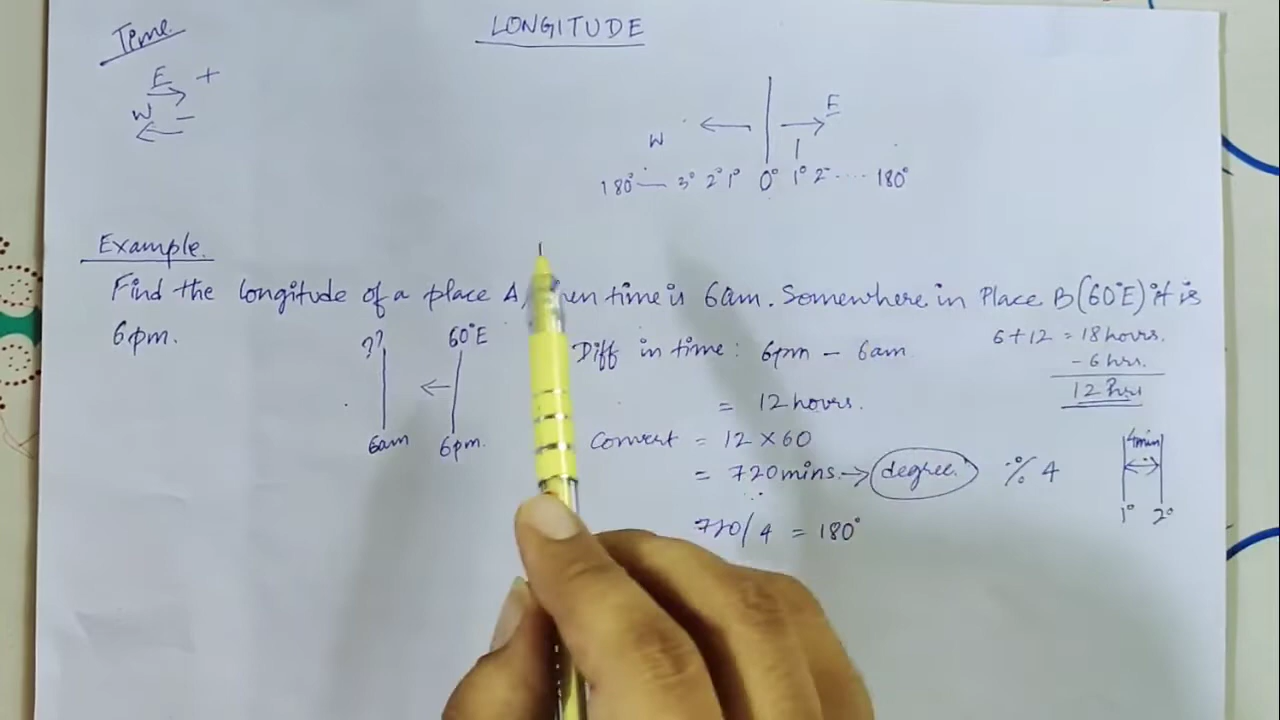 Time
LONGITUDE
E +
W −
W E
180° — 3° 2° 1° 0° 1° 2° .... 180°
Example.
Find the longitude of a place A, time is 6am. Somewhere in Place B (60°E) it is
6pm.
?? 60°E
6am 6pm.
Diff in time : 6pm − 6am
= 12 hours.
Convert = 12 × 60
= 720 mins. → degree. % 4
720/4 = 180°
6 + 12 = 18 hours.
− 6 hrs.
12 hrs
4min
1° 2°